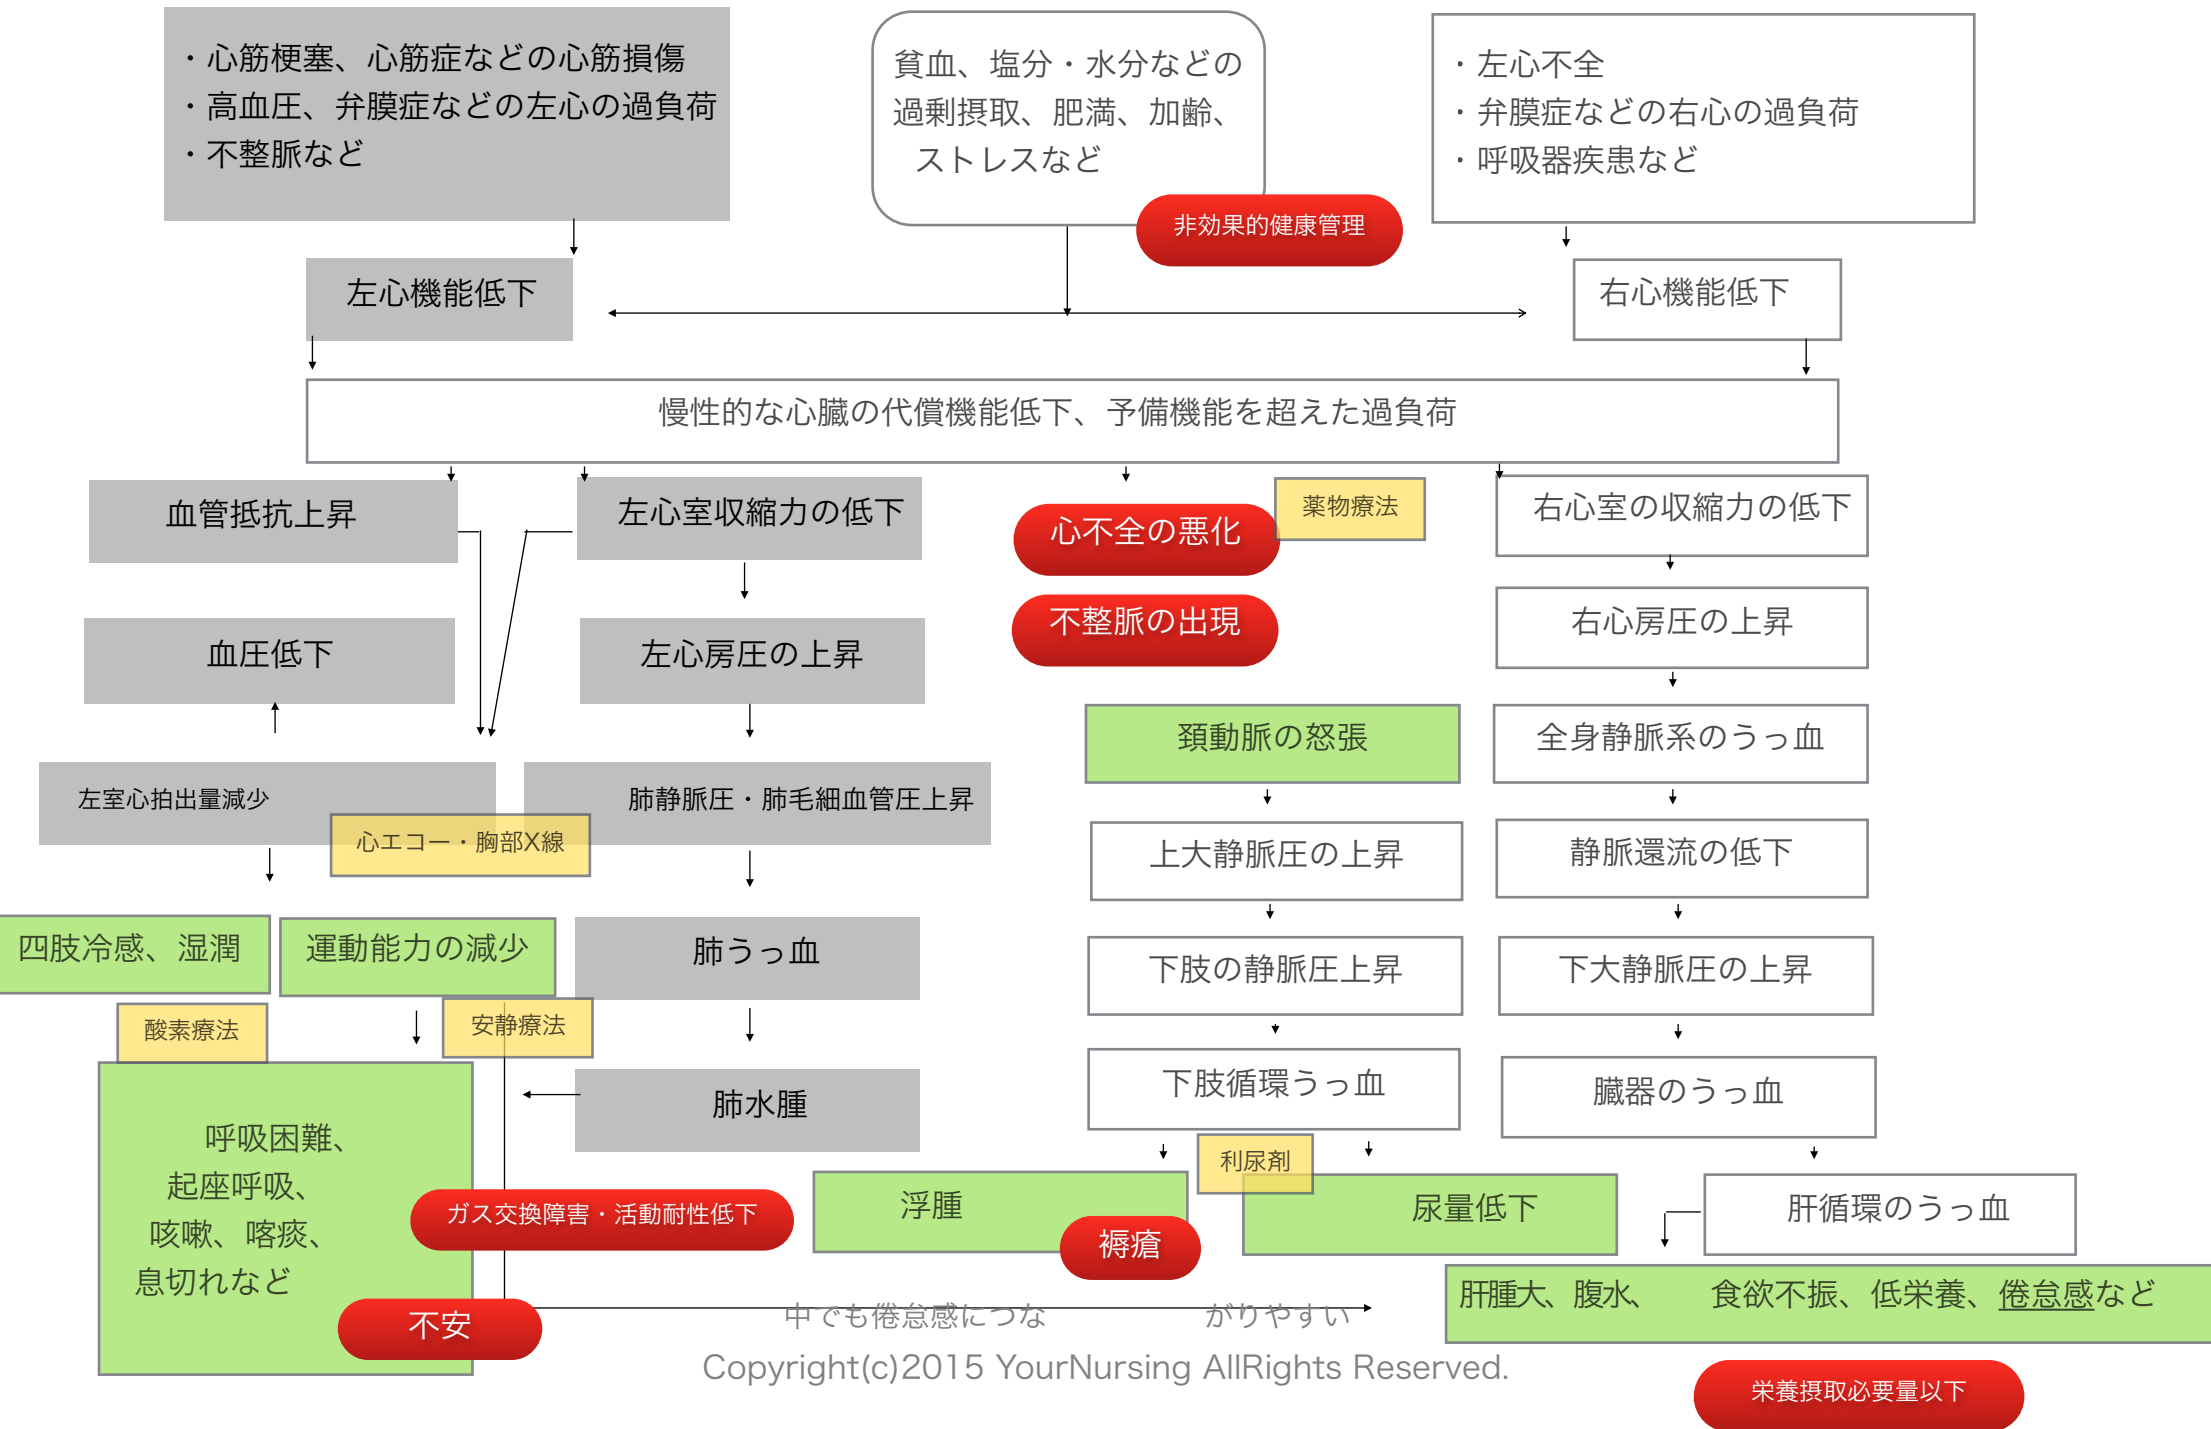 ・心筋梗塞、心筋症などの心筋損傷
・高血圧、弁膜症などの左心の過負荷
・不整脈など
貧血、塩分・水分などの
過剰摂取、肥満、加齢、
ストレスなど
・左心不全
・弁膜症などの右心の過負荷
・呼吸器疾患など
非効果的健康管理
左心機能低下
右心機能低下
慢性的な心臓の代償機能低下、予備機能を超えた過負荷
血管抵抗上昇
左心室収縮力の低下
心不全の悪化
薬物療法
右心室の収縮力の低下
血圧低下
左心房圧の上昇
不整脈の出現
右心房圧の上昇
頚動脈の怒張
全身静脈系のうっ血
左室心拍出量減少
肺静脈圧・肺毛細血管圧上昇
心エコー・胸部X線
上大静脈圧の上昇
静脈還流の低下
四肢冷感、湿潤
運動能力の減少
肺うっ血
下肢の静脈圧上昇
下大静脈圧の上昇
酸素療法
安静療法
呼吸困難、
起座呼吸、
咳嗽、喀痰、
息切れなど
肺水腫
下肢循環うっ血
臓器のうっ血
利尿剤
ガス交換障害・活動耐性低下
浮腫
褥瘡
尿量低下
肝循環のうっ血
不安
中でも倦怠感につな がりやすい
肝腫大、腹水、 食欲不振、低栄養、倦怠感など
Copyright(c)2015 YourNursing AllRights Reserved.
栄養摂取必要量以下